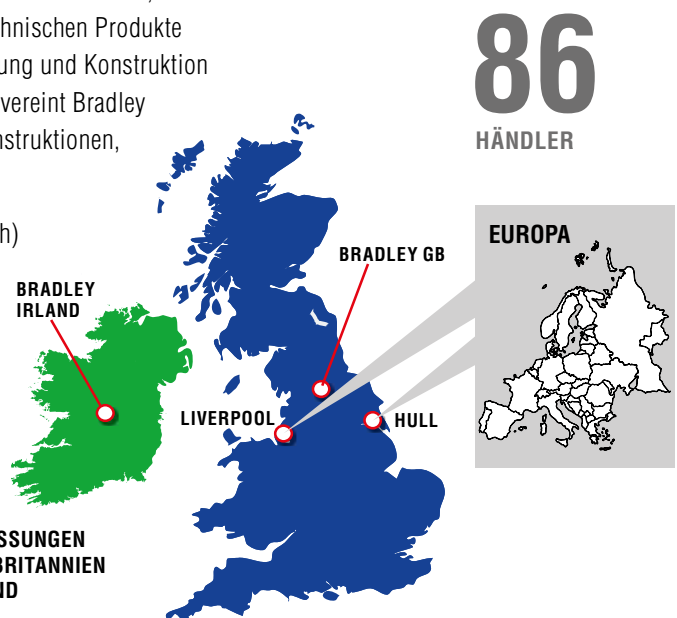 chnischen Produkte
ung und Konstruktion
vereint Bradley
nstruktionen,
h)
86
HÄNDLER
EUROPA
BRADLEY GB
BRADLEY
IRLAND
LIVERPOOL
HULL
SSUNGEN
BRITANNIEN
ND